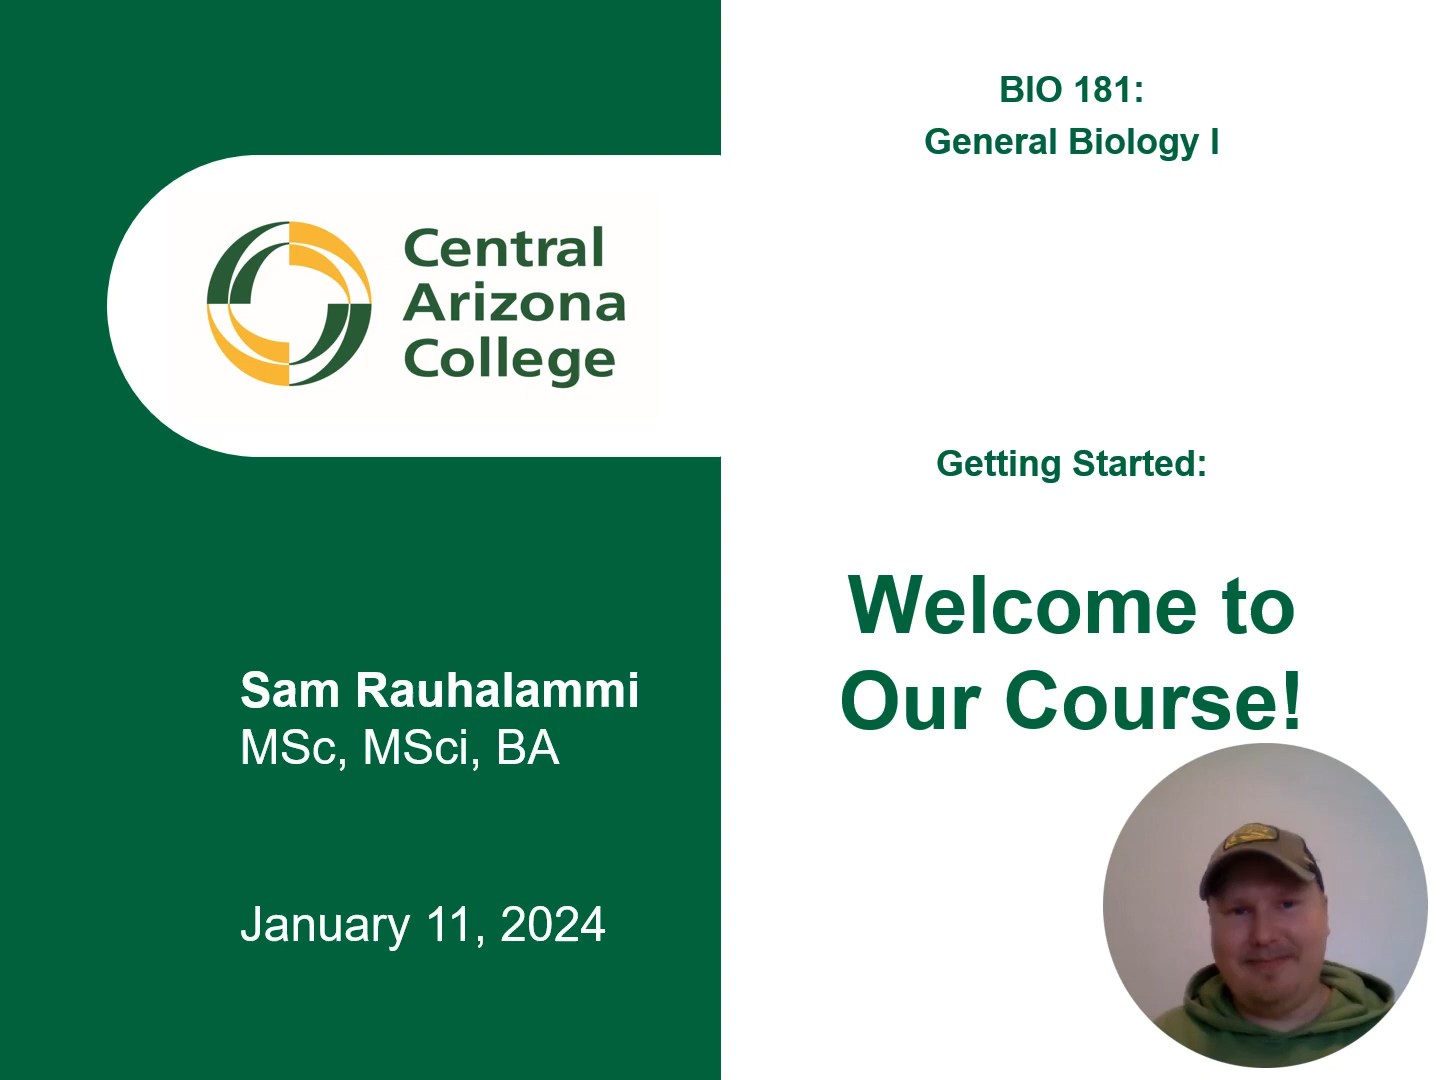 Central
Arizona
College
Sam Rauhalammi
MSc, MSci, BA
January 11, 2024
BIO 181:
General Biology I
Getting Started:
Welcome to
Our Course!